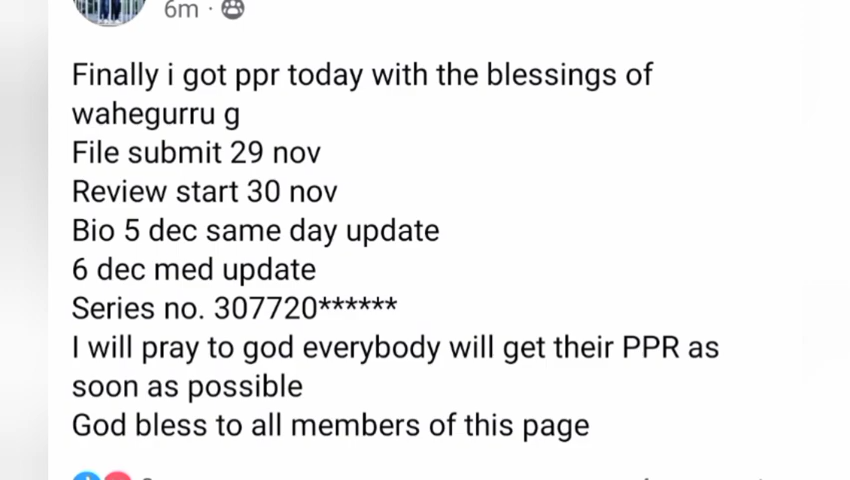 6m ·
Finally i got ppr today with the blessings of
wahegurru g
File submit 29 nov
Review start 30 nov
Bio 5 dec same day update
6 dec med update
Series no. 307720******
I will pray to god everybody will get their PPR as
soon as possible
God bless to all members of this page